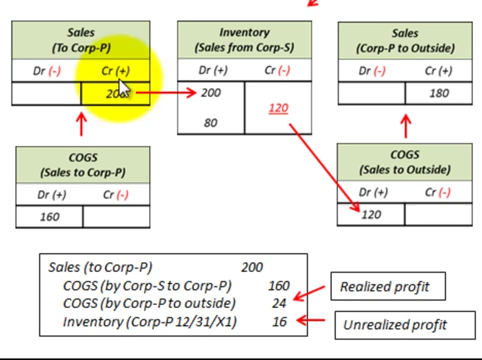 Sales
(To Corp-P)
Dr (-) Cr (+)
200
COGS
(Sales to Corp-P)
Dr (+) Cr (-)
160
Inventory
(Sales from Corp-S)
Dr (+) Cr (-)
200
120
80
Sales
(Corp-P to Outside)
Dr (-) Cr (+)
180
COGS
(Sales to Outside)
Dr (+) Cr (-)
120
Sales (to Corp-P) 200
COGS (by Corp-S to Corp-P) 160
COGS (by Corp-P to outside) 24
Inventory (Corp-P 12/31/X1) 16
Realized profit
Unrealized profit